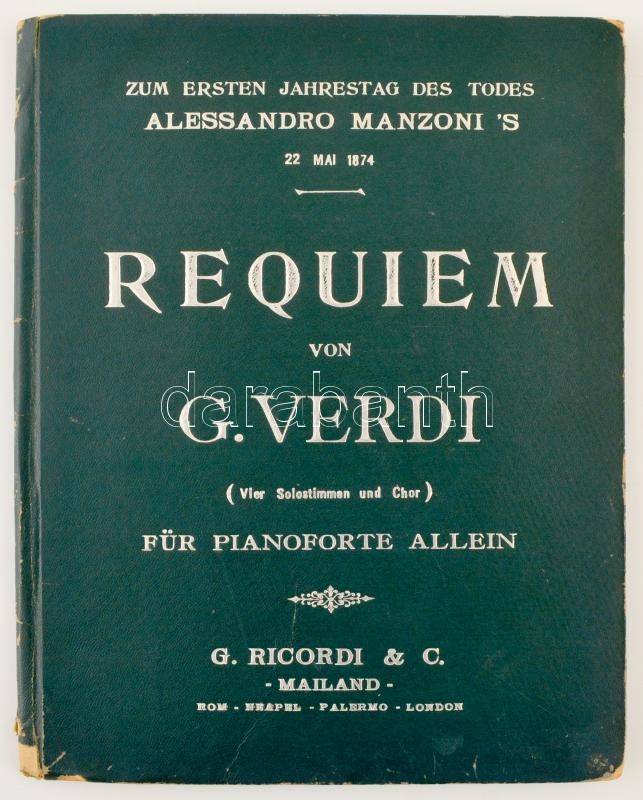 ZUM ERSTEN JAHRESTAG DES TODES
ALESSANDRO MANZONI 'S
22 MAI 1874
REQUIEM
VON
darabanth
G. VERDI
(Vier Solostimmen und Chor)
FÜR PIANOFORTE ALLEIN
G. RICORDI & C.
- MAILAND -
ROM - NEAPEL - PALERMO - LONDON